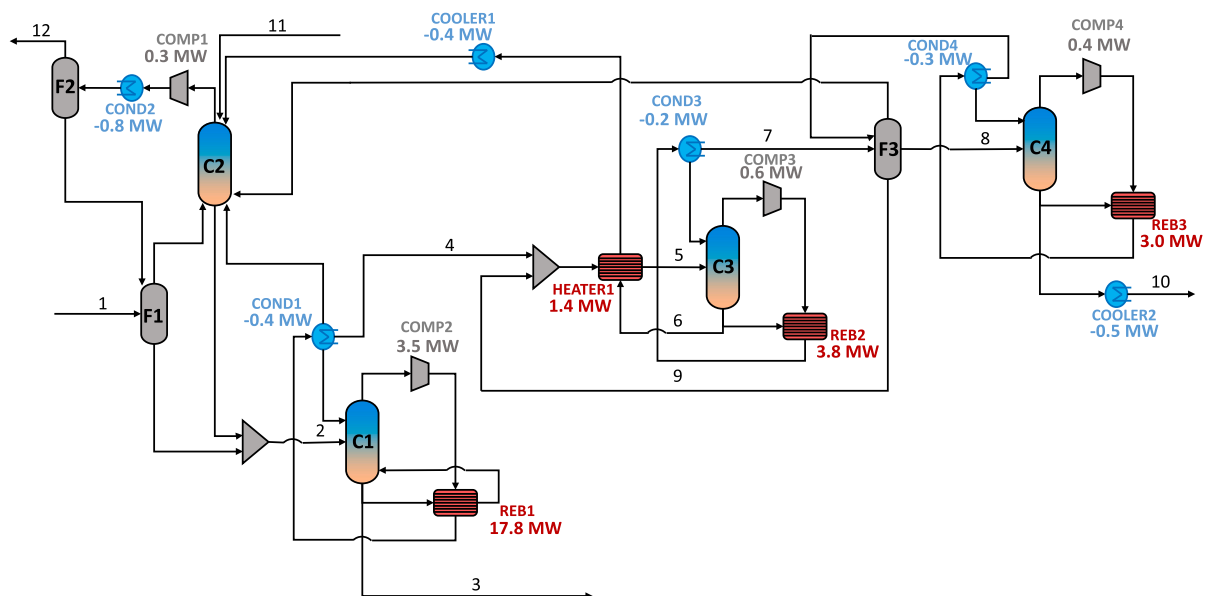 12
COMP1
0.3 MW
11
COOLER1
-0.4 MW
COMP4
0.4 MW
COND4
-0.3 MW
F2
COND2
-0.8 MW
COND3
-0.2 MW
7
F3
8
C4
C2
COMP3
0.6 MW
REB3
3.0 MW
4
5
C3
HEATER1
1.4 MW
10
COOLER2
-0.5 MW
1
F1
COND1
-0.4 MW
COMP2
3.5 MW
6
REB2
3.8 MW
9
2
C1
REB1
17.8 MW
3